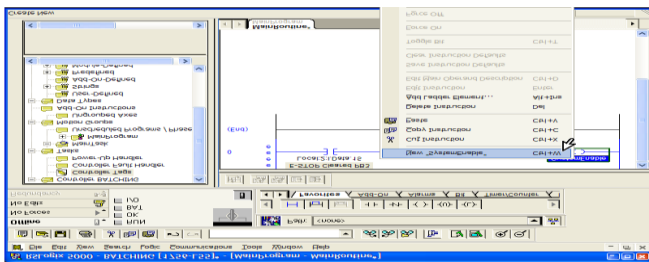 RSLogix 5000 - BATCHING [1756-L55]* - [MainProgram - MainRoutine*]
File Edit View Search Logic Communications Tools Window Help
Offline
RUN
No Forces
OK
No Edits
BAT
Redundancy
I/O
Path: <none>
Favorites Add-On Alarms Bit Timer/Counter
Controller BATCHING
Controller Tags
Controller Fault Handler
Power-Up Handler
Tasks
MainTask
MainProgram
Unscheduled Programs / Phase
Motion Groups
Ungrouped Axes
Add-On Instructions
Data Types
User-Defined
Strings
Add-On-Defined
Predefined
Module-Defined
E-STOP Cleared PB3
Local:2:I.Data.15
SystemEnable
0
(End)
New "SystemEnable" Ctrl+W
Cut Instruction Ctrl+X
Copy Instruction Ctrl+C
Paste Ctrl+V
Delete Instruction Del
Add Ladder Element... Alt+Ins
Edit Instruction Enter
Edit Main Operand Description Ctrl+D
Save Instruction Defaults
Clear Instruction Defaults
Toggle Bit Ctrl+T
Force On
Force Off
MainRoutine*
MainProgram
Create New